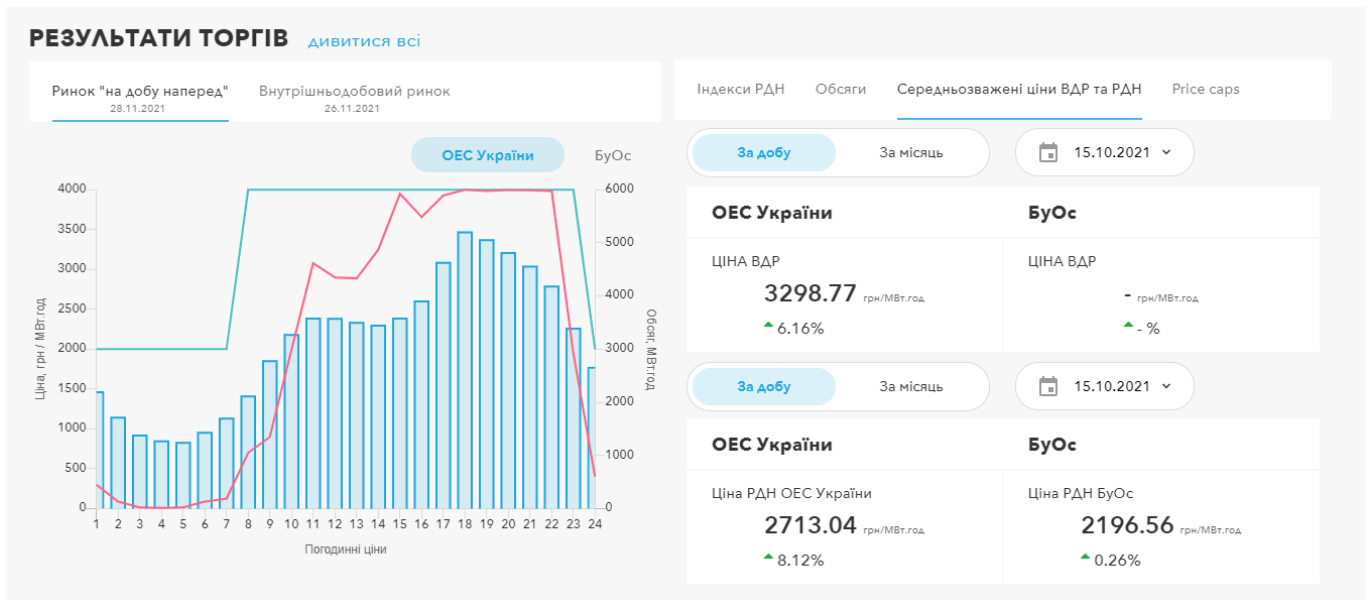 РЕЗУЛЬТАТИ ТОРГІВ дивитися всі
Ринок "на добу наперед" Внутрішньодобовий ринок
28.11.2021 26.11.2021
ОЕС України БуОс
4000
3500
3000
2500
2000
1500
1000
500
0
Ціна, грн / МВт.год
6000
5000
4000
3000
2000
1000
0
Обсяг, МВт.год
1 2 3 4 5 6 7 8 9 10 11 12 13 14 15 16 17 18 19 20 21 22 23 24
Погодинні ціни
Індекси РДН Обсяги Середньозважені ціни ВДР та РДН Price caps
За добу За місяць 15.10.2021
ОЕС України БуОс
ЦІНА ВДР ЦІНА ВДР
3298.77 грн/МВт.год - грн/МВт.год
6.16% - %
За добу За місяць 15.10.2021
ОЕС України БуОс
Ціна РДН ОЕС України Ціна РДН БуОс
2713.04 грн/МВт.год 2196.56 грн/МВт.год
8.12% 0.26%